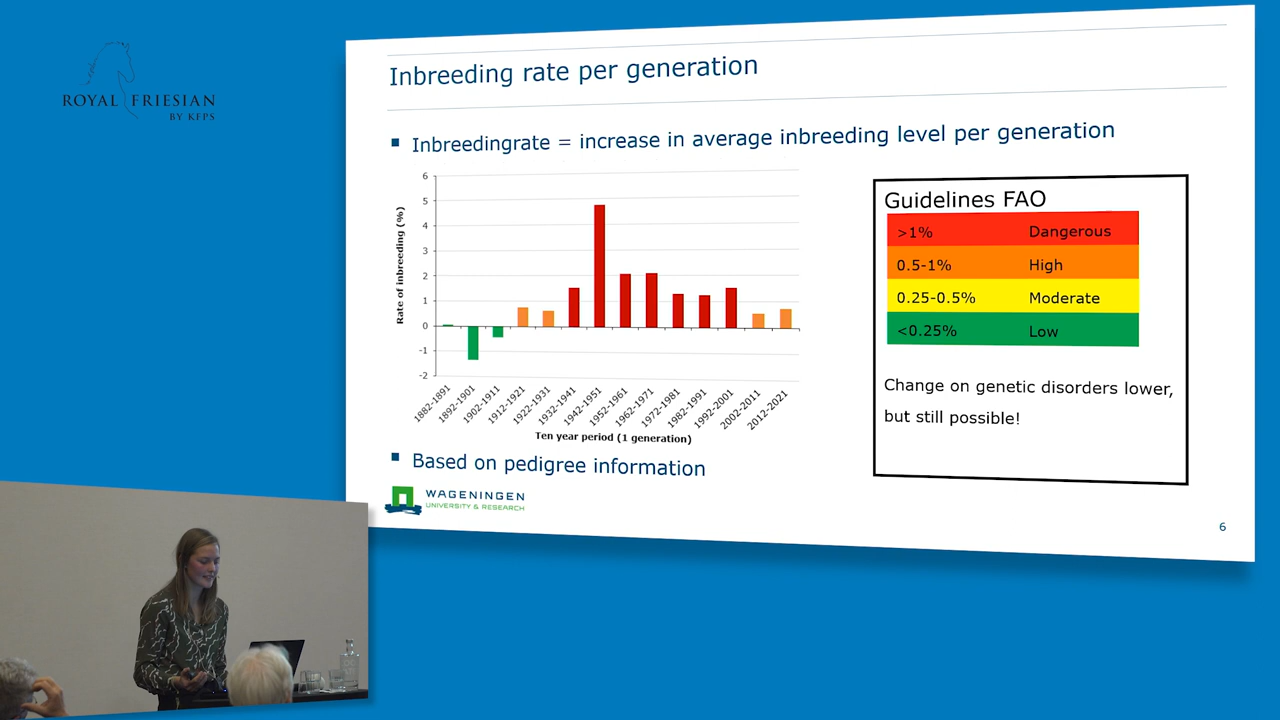 ROYAL FRIESIAN
BY KFPS
Inbreeding rate per generation
Inbreedingrate = increase in average inbreeding level per generation
Rate of inbreeding (%)
6
5
4
3
2
1
0
-1
-2
1882-1891
1892-1901
1902-1911
1912-1921
1922-1931
1932-1941
1942-1951
1952-1961
1962-1971
1972-1981
1982-1991
1992-2001
2002-2011
2012-2021
Ten year period (1 generation)
Guidelines FAO
>1% Dangerous
0.5-1% High
0.25-0.5% Moderate
<0.25% Low
Change on genetic disorders lower,
but still possible!
Based on pedigree information
WAGENINGEN
UNIVERSITY & RESEARCH
6